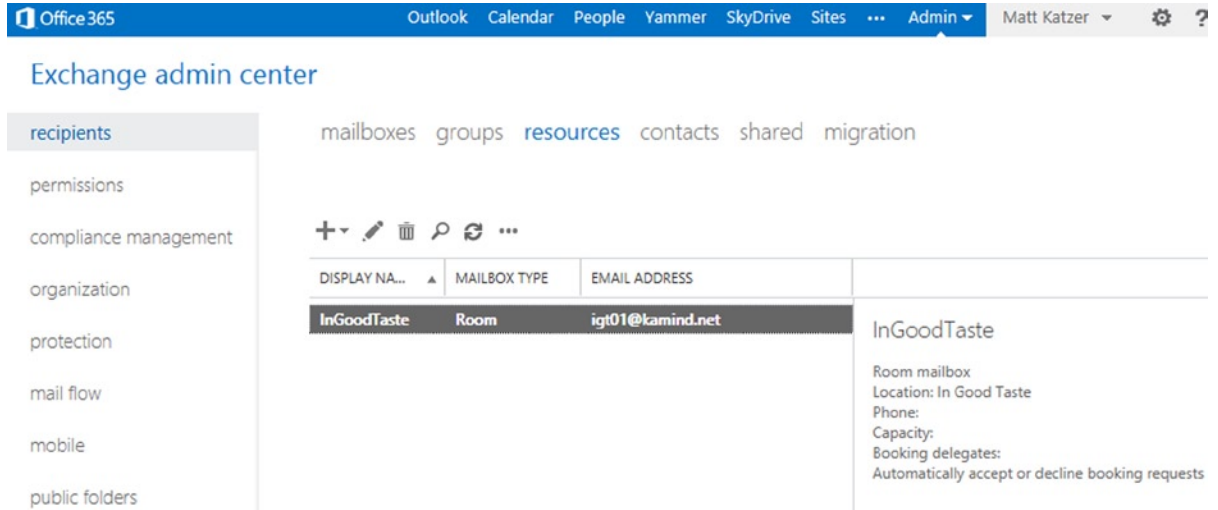 Office 365 Outlook Calendar People Yammer SkyDrive Sites ••• Admin Matt Katzer ?
Exchange admin center
recipients
mailboxes groups resources contacts shared migration
permissions
compliance management
organization
protection
mail flow
mobile
public folders
•••
DISPLAY NA... MAILBOX TYPE EMAIL ADDRESS
InGoodTaste Room igt01@kamind.net
InGoodTaste
Room mailbox
Location: In Good Taste
Phone:
Capacity:
Booking delegates:
Automatically accept or decline booking requests